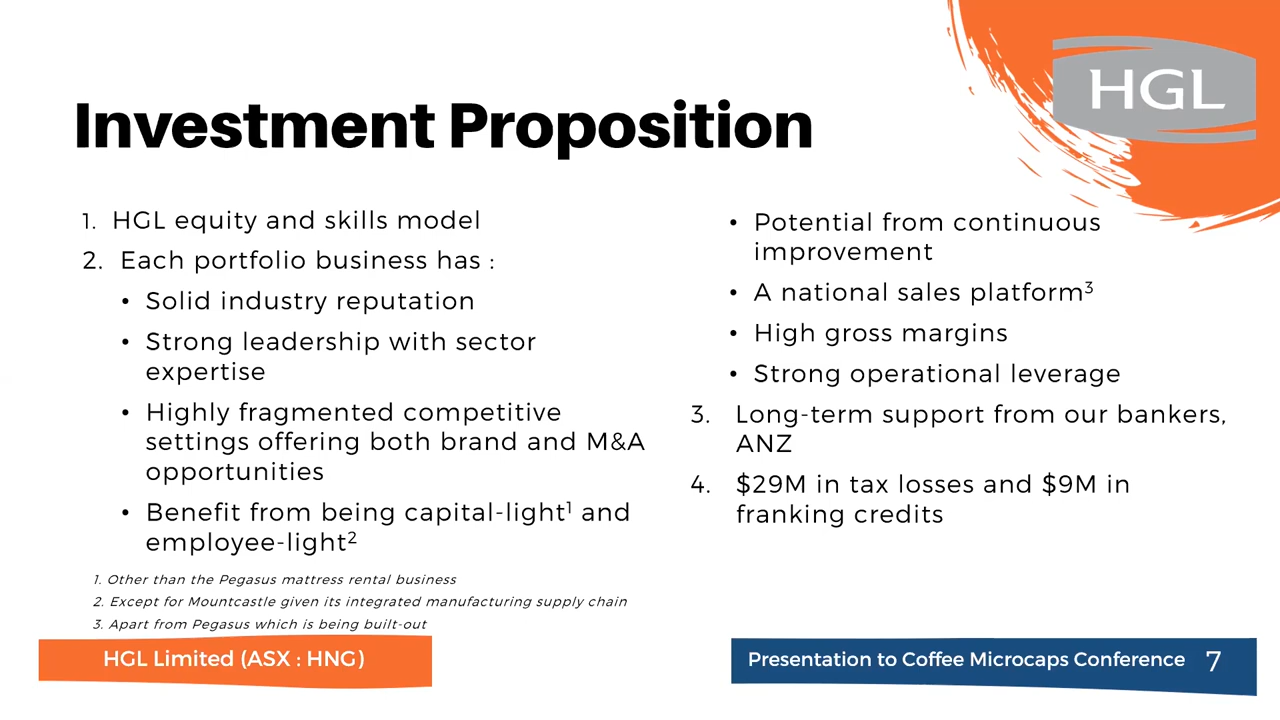 HGL
Investment Proposition
1. HGL equity and skills model
2. Each portfolio business has :
• Solid industry reputation
• Strong leadership with sector
expertise
• Highly fragmented competitive
settings offering both brand and M&A
opportunities
• Benefit from being capital-light¹ and
employee-light²
1. Other than the Pegasus mattress rental business
2. Except for Mountcastle given its integrated manufacturing supply chain
3. Apart from Pegasus which is being built-out
• Potential from continuous
improvement
• A national sales platform³
• High gross margins
• Strong operational leverage
3. Long-term support from our bankers,
ANZ
4. $29M in tax losses and $9M in
franking credits
HGL Limited (ASX : HNG)
Presentation to Coffee Microcaps Conference 7